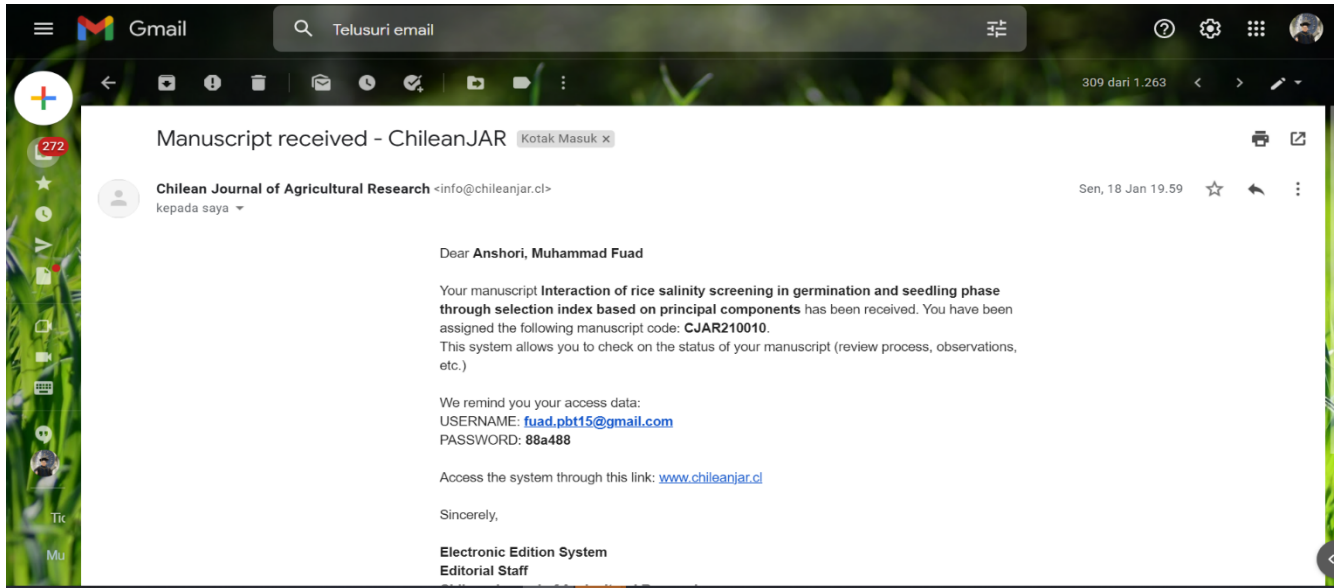 Gmail
Telusuri email
309 dari 1.263
272
Manuscript received - ChileanJAR Kotak Masuk x
Chilean Journal of Agricultural Research <info@chileanjar.cl>
Sen, 18 Jan 19.59
kepada saya
Dear Anshori, Muhammad Fuad
Your manuscript Interaction of rice salinity screening in germination and seedling phase
through selection index based on principal components has been received. You have been
assigned the following manuscript code: CJAR210010.
This system allows you to check on the status of your manuscript (review process, observations,
etc.)
We remind you your access data:
USERNAME: fuad.pbt15@gmail.com
PASSWORD: 88a488
Access the system through this link: www.chileanjar.cl
Sincerely,
Tic
Electronic Edition System
Mu
Editorial Staff